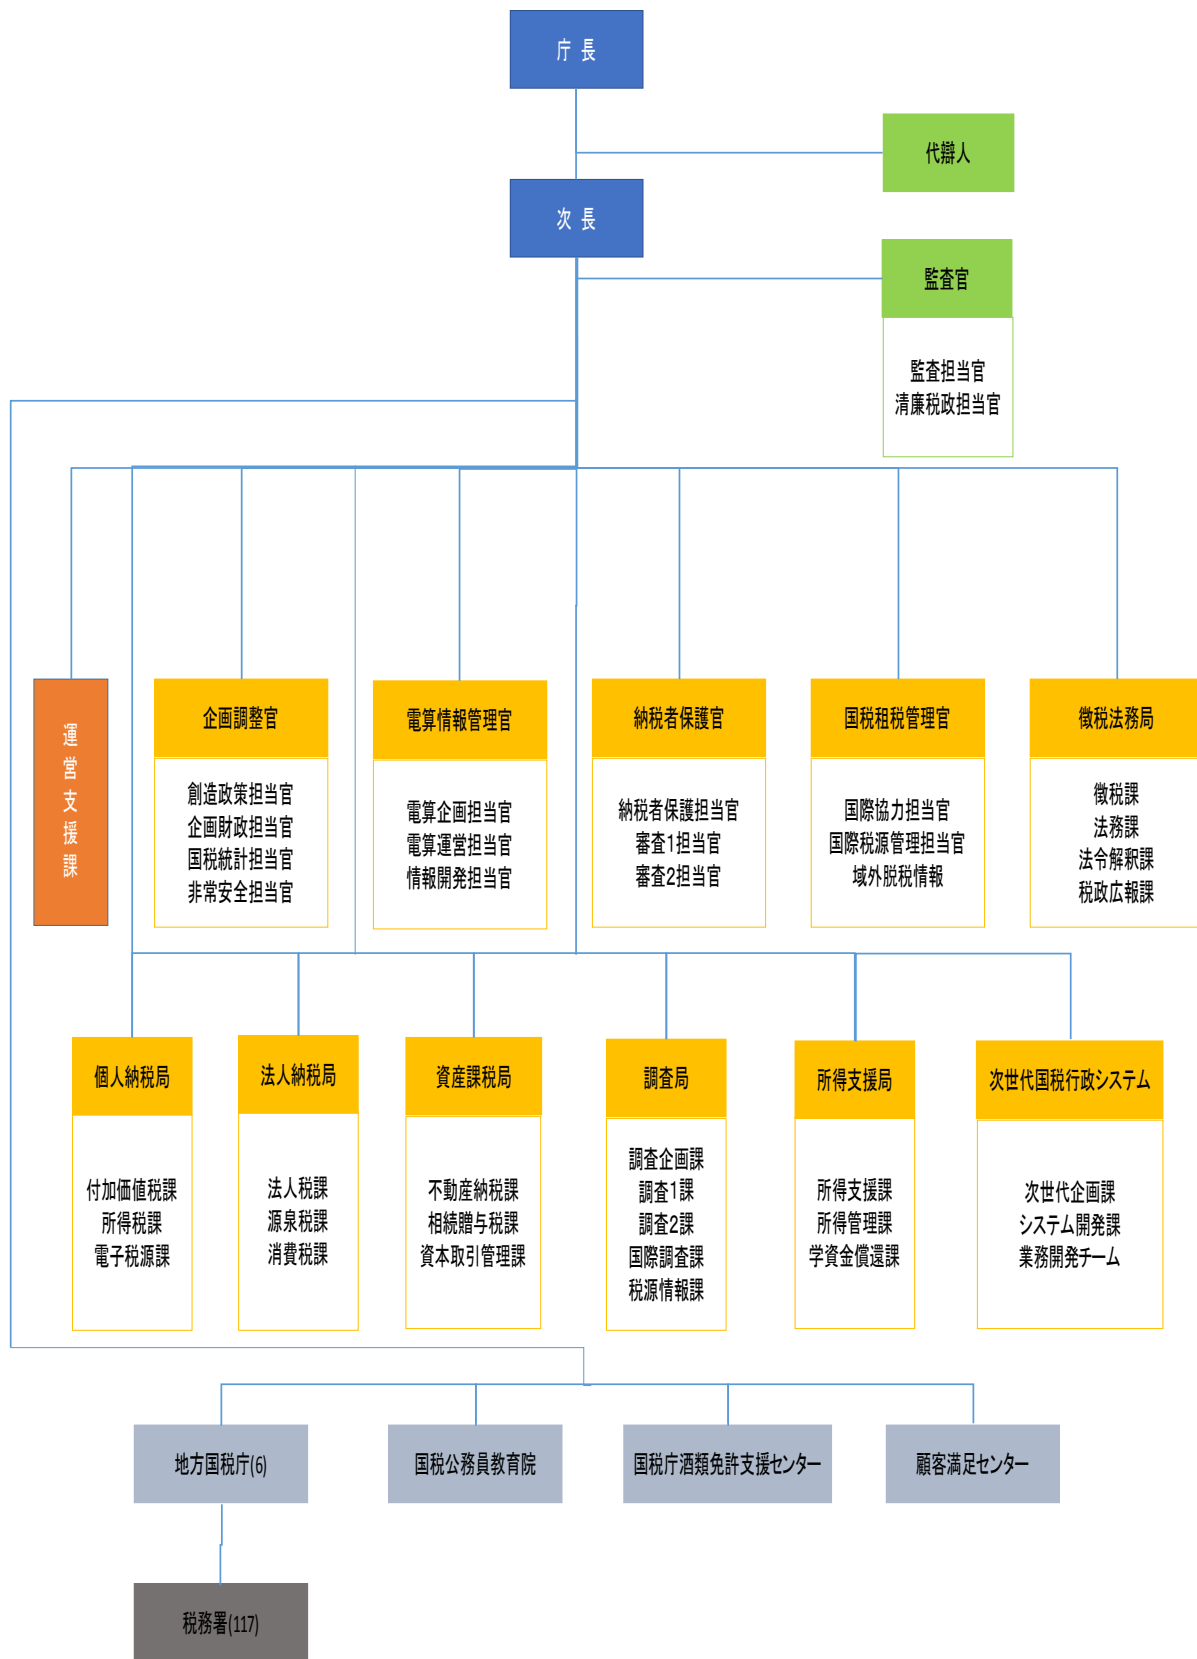 庁 長
代辯人
次 長
監査官
監査担当官
清廉税政担当官
運営支援課
企画調整官
創造政策担当官
企画財政担当官
国税統計担当官
非常安全担当官
電算情報管理官
電算企画担当官
電算運営担当官
情報開発担当官
納税者保護官
納税者保護担当官
審査1担当官
審査2担当官
国税租税管理官
国際協力担当官
国際税源管理担当官
域外脱税情報
徴税法務局
徴税課
法務課
法令解釈課
税政広報課
個人納税局
付加価値税課
所得税課
電子税源課
法人納税局
法人税課
源泉税課
消費税課
資産課税局
不動産納税課
相続贈与税課
資本取引管理課
調査局
調査企画課
調査1課
調査2課
国際調査課
税源情報課
所得支援局
所得支援課
所得管理課
学資金償還課
次世代国税行政システム
次世代企画課
システム開発課
業務開発チーム
地方国税庁(6)
国税公務員教育院
国税庁酒類免許支援センター
顧客満足センター
税務署(117)